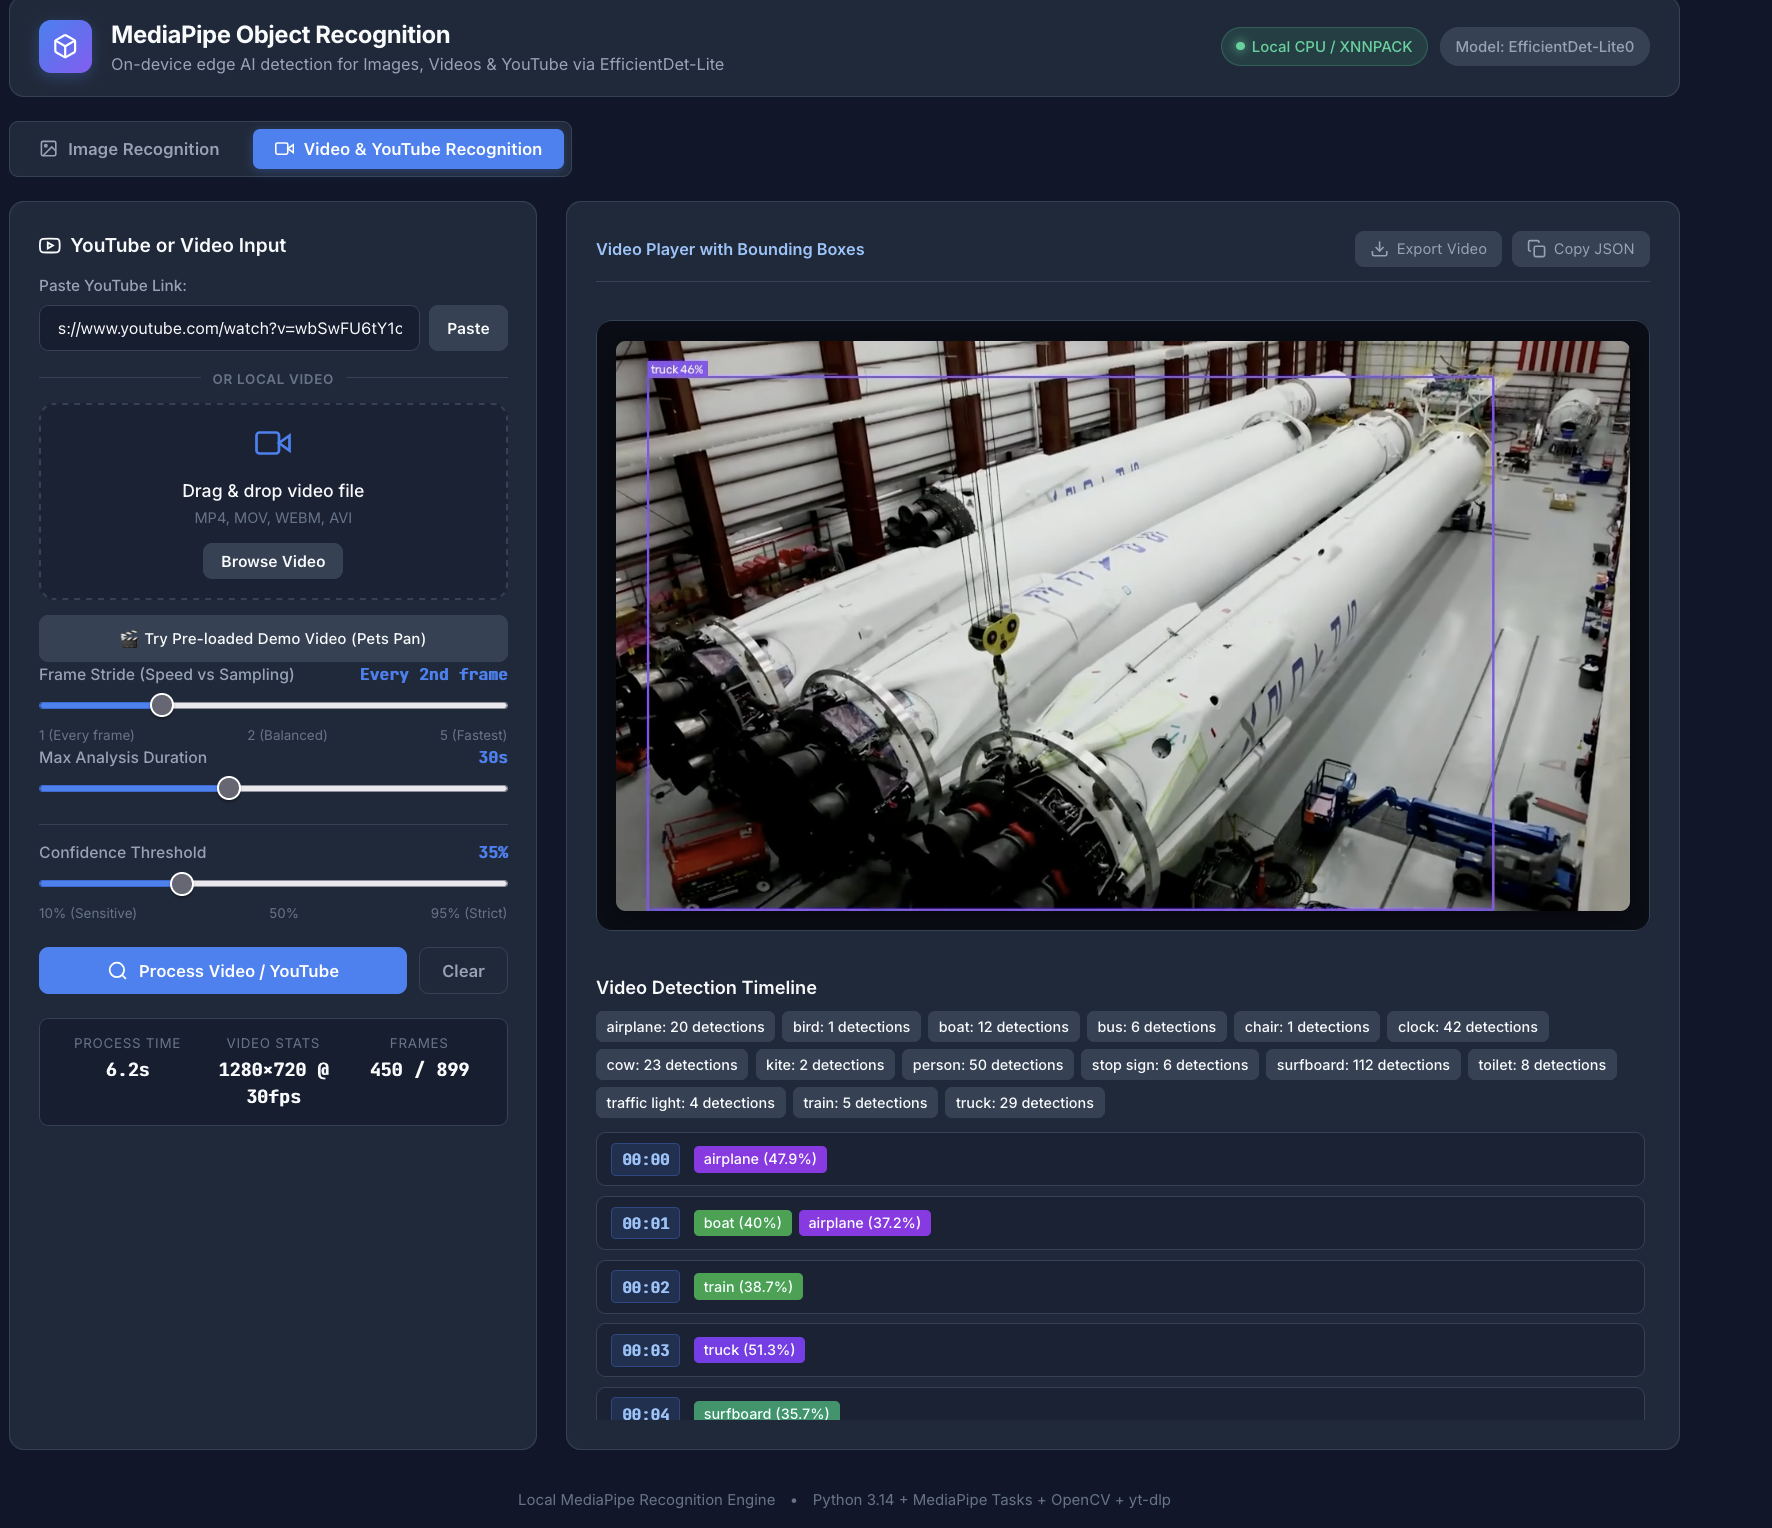 MediaPipe Object Recognition
On-device edge AI detection for Images, Videos & YouTube via EfficientDet-Lite
Local CPU / XNNPACK
Model: EfficientDet-Lite0
Image Recognition
Video & YouTube Recognition
YouTube or Video Input
Paste YouTube Link:
s://www.youtube.com/watch?v=wbSwFU6tY1c
Paste
OR LOCAL VIDEO
Drag & drop video file
MP4, MOV, WEBM, AVI
Browse Video
Try Pre-loaded Demo Video (Pets Pan)
Frame Stride (Speed vs Sampling)
Every 2nd frame
1 (Every frame)
2 (Balanced)
5 (Fastest)
Max Analysis Duration
30s
Confidence Threshold
35%
10% (Sensitive)
50%
95% (Strict)
Process Video / YouTube
Clear
PROCESS TIME
6.2s
VIDEO STATS
1280×720 @
30fps
FRAMES
450 / 899
Video Player with Bounding Boxes
Export Video
Copy JSON
truck 46%
Video Detection Timeline
airplane: 20 detections
bird: 1 detections
boat: 12 detections
bus: 6 detections
chair: 1 detections
clock: 42 detections
cow: 23 detections
kite: 2 detections
person: 50 detections
stop sign: 6 detections
surfboard: 112 detections
toilet: 8 detections
traffic light: 4 detections
train: 5 detections
truck: 29 detections
00:00
airplane (47.9%)
00:01
boat (40%)
airplane (37.2%)
00:02
train (38.7%)
00:03
truck (51.3%)
00:04
surfboard (35.7%)
Local MediaPipe Recognition Engine • Python 3.14 + MediaPipe Tasks + OpenCV + yt-dlp